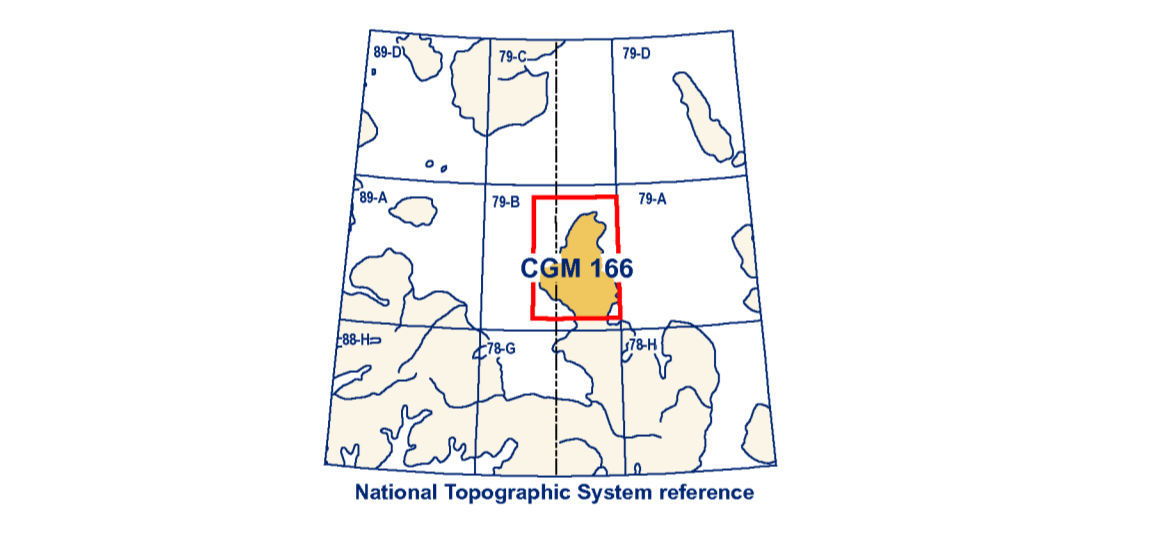 89-D
79-C
79-D
89-A
79-B
79-A
CGM 166
88-H
78-G
78-H
National Topographic System reference